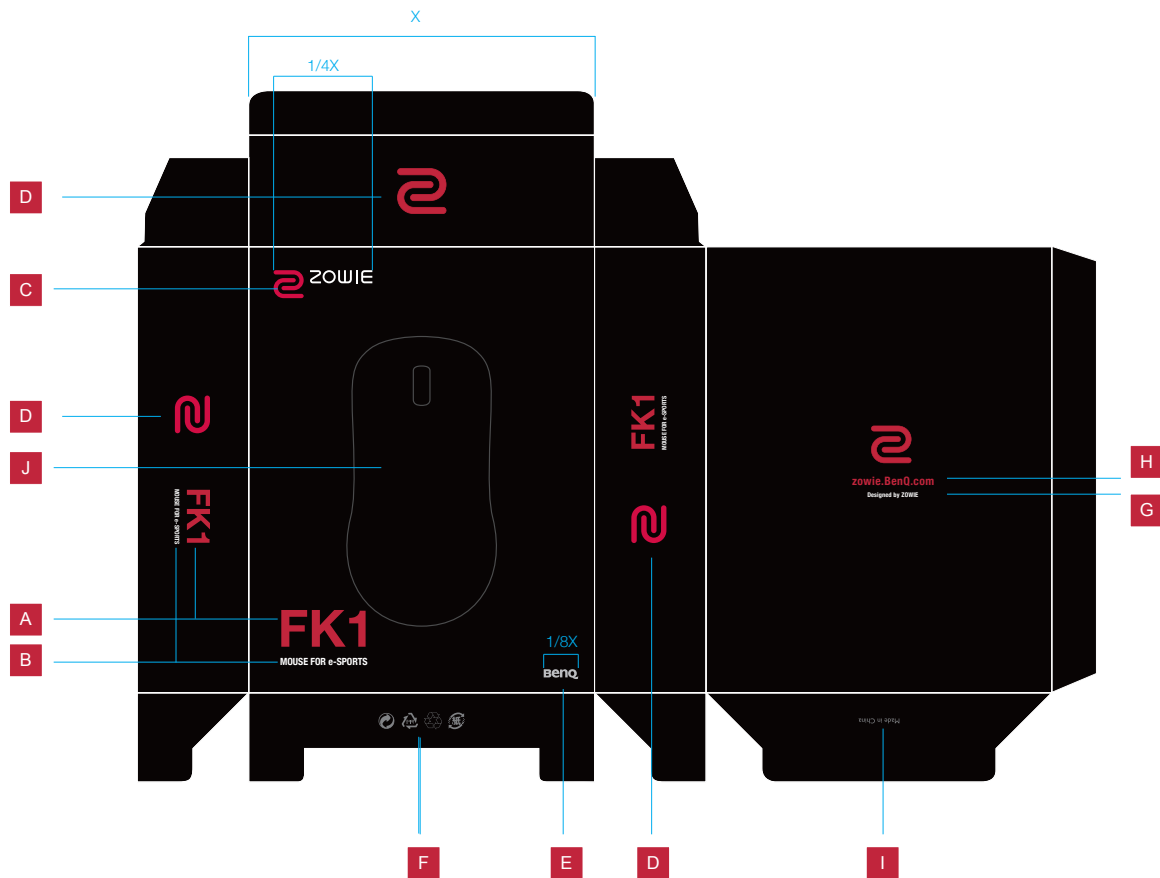 X
1/4X
D
C
ZOWIE
D
J
FK1
MOUSE FOR e-SPORTS
FK1
MOUSE FOR e-SPORTS
zowie.BenQ.com
Designed by ZOWIE
H
G
A
B
FK1
MOUSE FOR e-SPORTS
1/8X
BenQ
Made in China
F
E
D
I